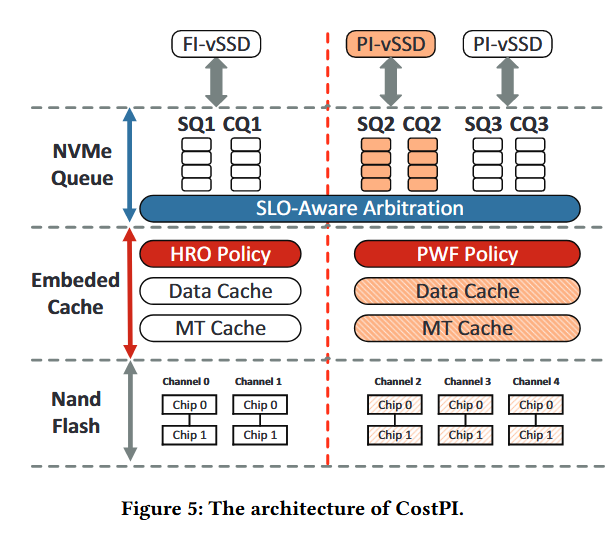 FI-vSSD PI-vSSD PI-vSSD
SQ1 CQ1 SQ2 CQ2 SQ3 CQ3
NVMe
Queue
SLO-Aware Arbitration
HRO Policy PWF Policy
Embeded
Cache
Data Cache Data Cache
MT Cache MT Cache
Nand
Flash
Channel 0 Channel 1 Channel 2 Channel 3 Channel 4
Chip 0 Chip 0 Chip 0 Chip 0 Chip 0
Chip 1 Chip 1 Chip 1 Chip 1 Chip 1
Figure 5: The architecture of CostPI.